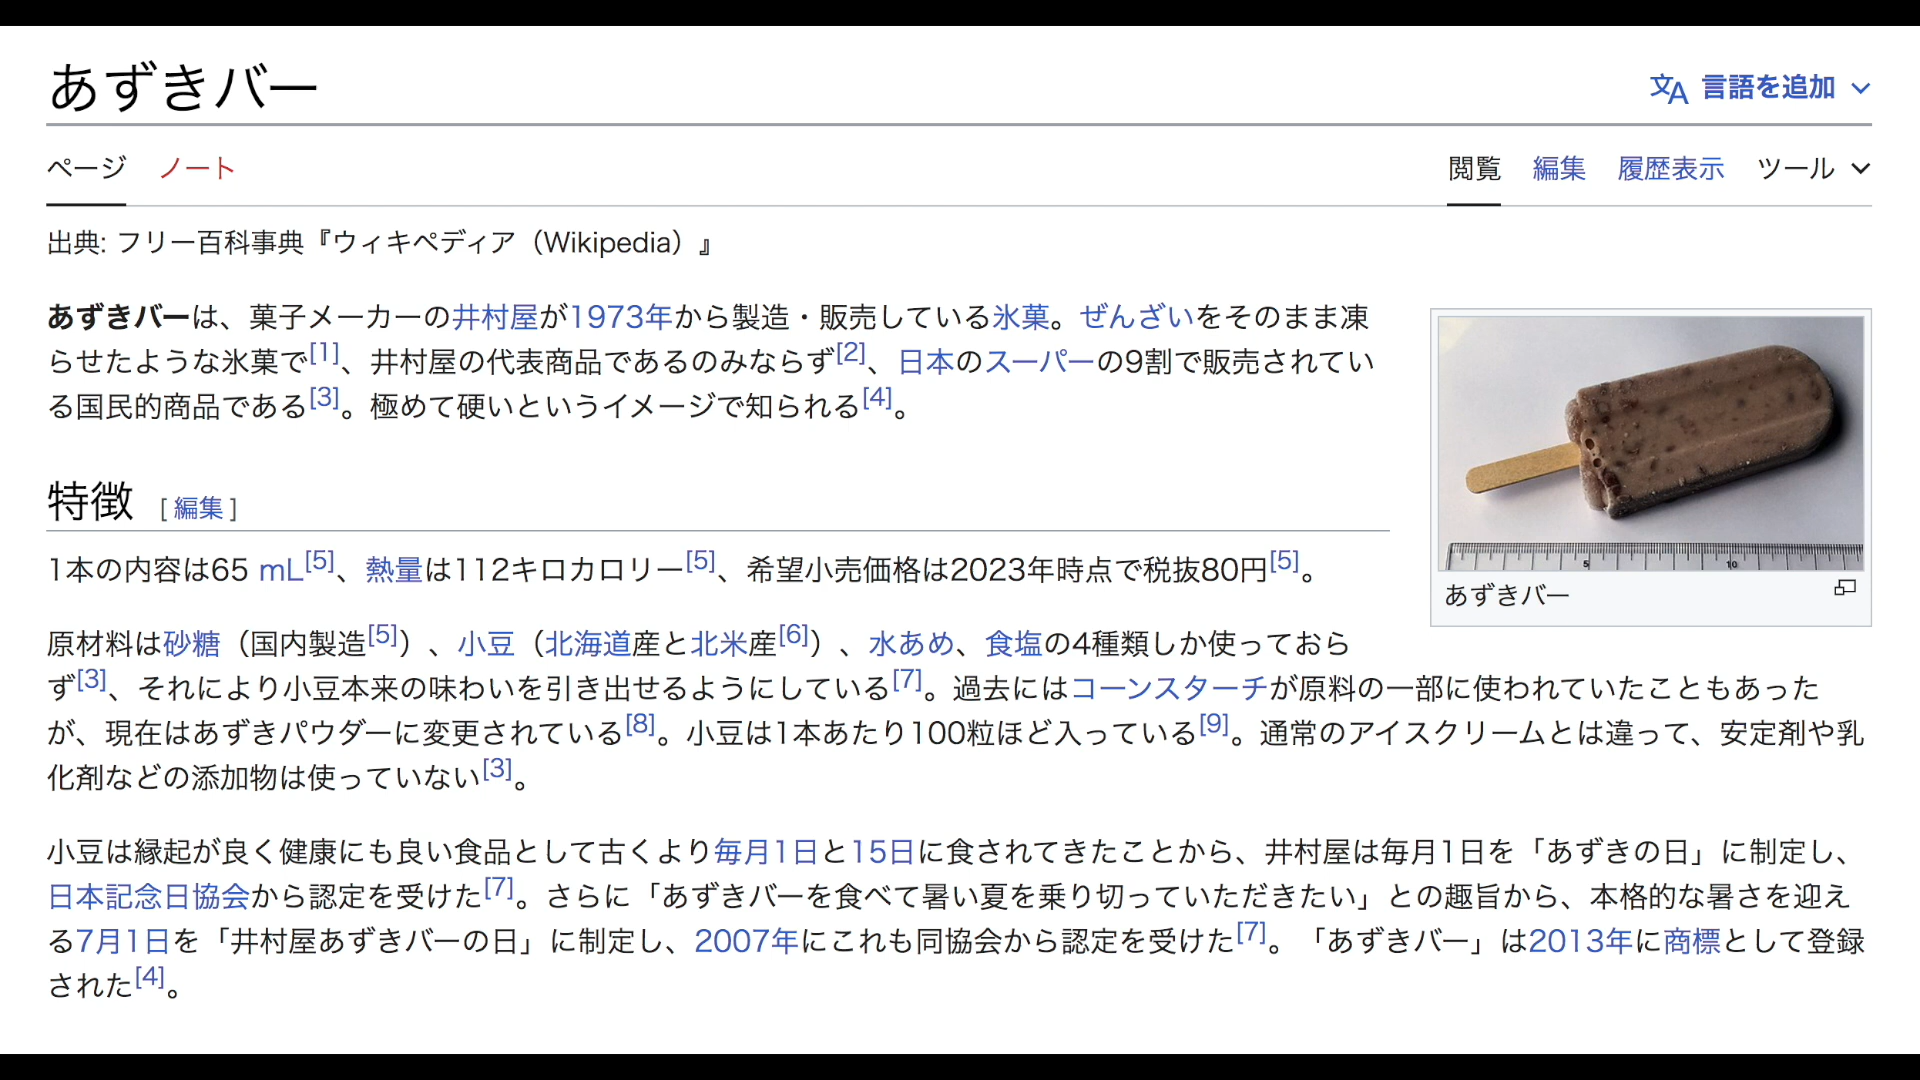 あずきバー
言語を追加
ページ ノート 閲覧 編集 履歴表示 ツール
出典: フリー百科事典『ウィキペディア（Wikipedia）』
あずきバーは、菓子メーカーの井村屋が1973年から製造・販売している氷菓。ぜんざいをそのまま凍
らせたような氷菓で[1]、井村屋の代表商品であるのみならず[2]、日本のスーパーの9割で販売されてい
る国民的商品である[3]。極めて硬いというイメージで知られる[4]。
5 10
あずきバー
特徴 [編集]
1本の内容は65 mL[5]、熱量は112キロカロリー[5]、希望小売価格は2023年時点で税抜80円[5]。
原材料は砂糖（国内製造[5]）、小豆（北海道産と北米産[6]）、水あめ、食塩の4種類しか使っておら
ず[3]、それにより小豆本来の味わいを引き出せるようにしている[7]。過去にはコーンスターチが原料の一部に使われていたこともあった
が、現在はあずきパウダーに変更されている[8]。小豆は1本あたり100粒ほど入っている[9]。通常のアイスクリームとは違って、安定剤や乳
化剤などの添加物は使っていない[3]。
小豆は縁起が良く健康にも良い食品として古くより毎月1日と15日に食されてきたことから、井村屋は毎月1日を「あずきの日」に制定し、
日本記念日協会から認定を受けた[7]。さらに「あずきバーを食べて暑い夏を乗り切っていただきたい」との趣旨から、本格的な暑さを迎え
る7月1日を「井村屋あずきバーの日」に制定し、2007年にこれも同協会から認定を受けた[7]。「あずきバー」は2013年に商標として登録
された[4]。